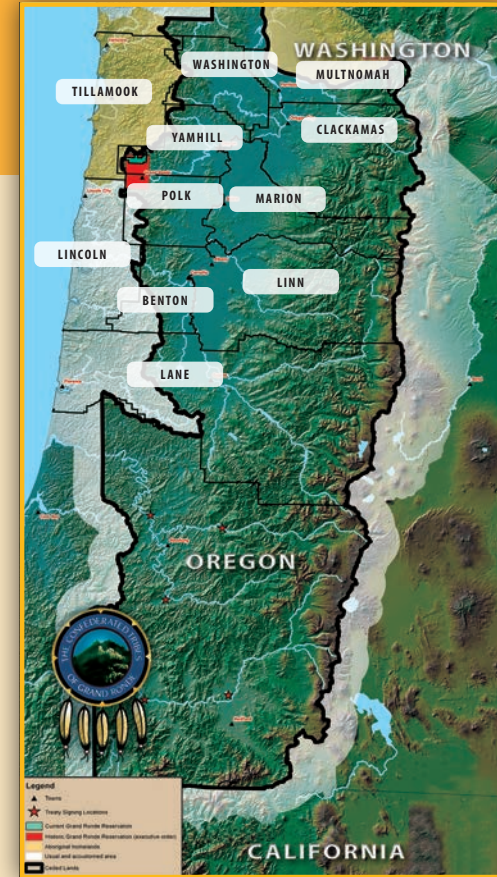 WASHINGTON
WASHINGTON
MULTNOMAH
TILLAMOOK
CLACKAMAS
YAMHILL
POLK
MARION
Lincoln City
LINCOLN
LINN
BENTON
LANE
OREGON
THE CONFEDERATED TRIBES
OF GRAND RONDE
Legend
Towns
Treaty Signing Locations
Current Grand Ronde Reservation
Historic Grand Ronde Reservation (executive order)
Aboriginal homelands
Usual and accustomed area
Ceded Lands
CALIFORNIA